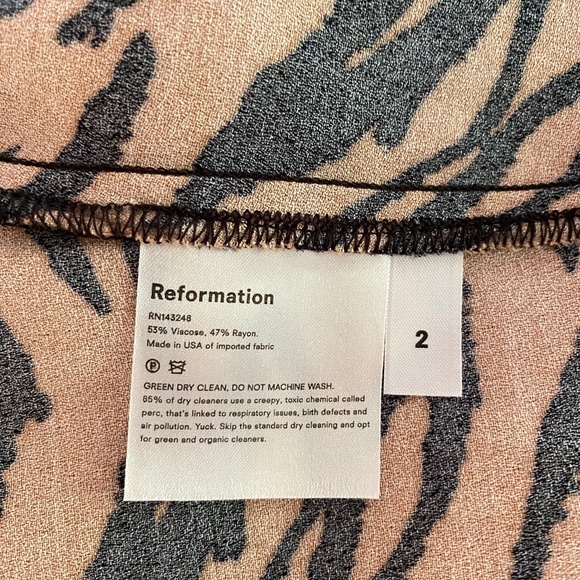 Reformation
RN143248
53% Viscose, 47% Rayon.
Made in USA of imported fabric
P
GREEN DRY CLEAN, DO NOT MACHINE WASH.
85% of dry cleaners use a creepy, toxic chemical called
perc, that's linked to respiratory issues, birth defects and
air pollution. Yuck. Skip the standard dry cleaning and opt
for green and organic cleaners.
2